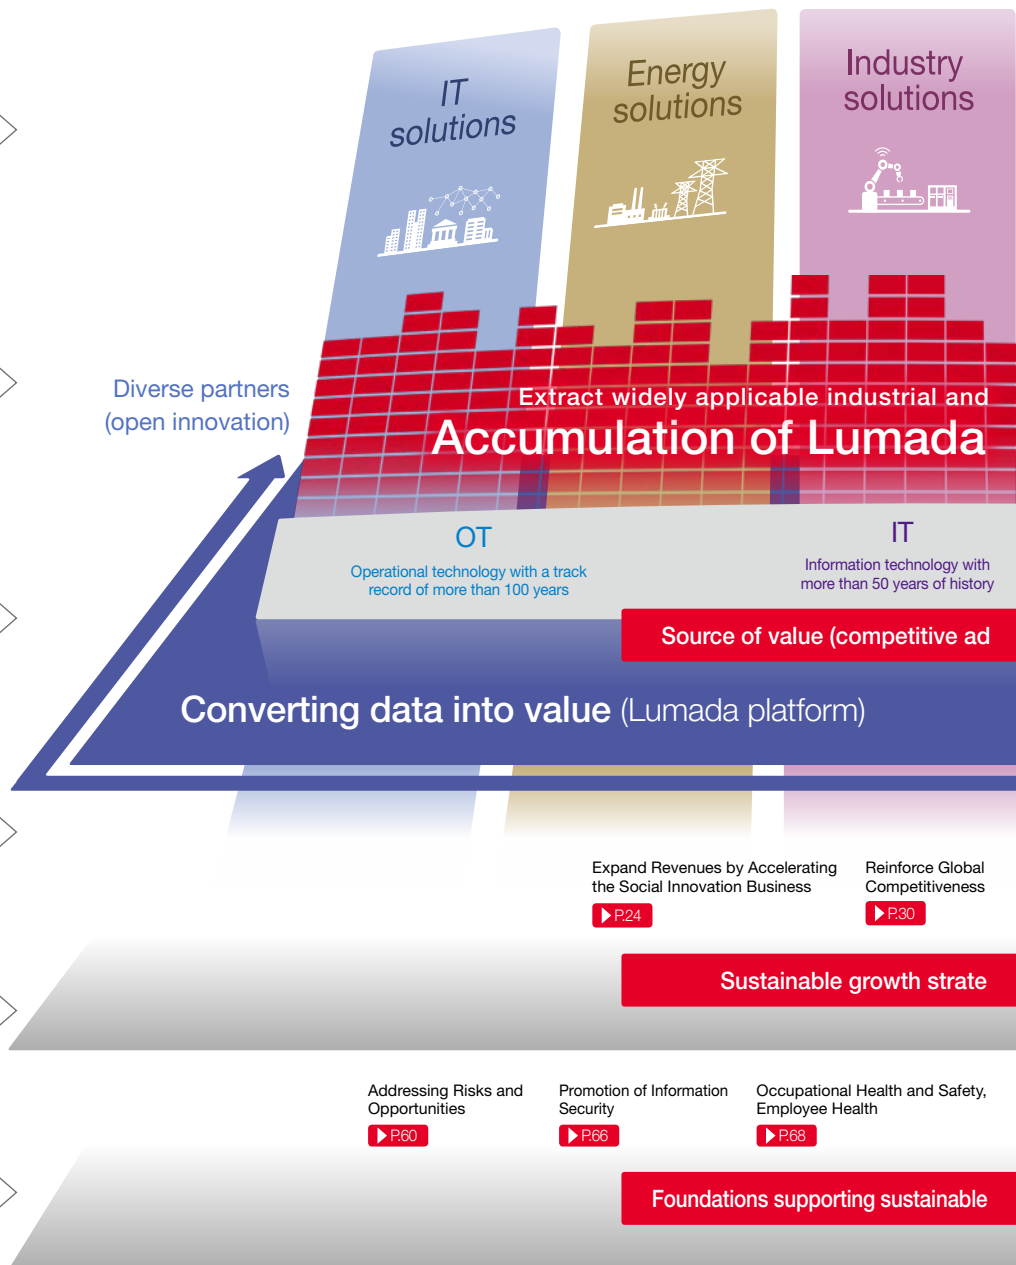 IT
solutions
Energy
solutions
Industry
solutions
Diverse partners
(open innovation)
Extract widely applicable industrial and
Accumulation of Lumada
OT
Operational technology with a track
record of more than 100 years
IT
Information technology with
more than 50 years of history
Source of value (competitive ad
Converting data into value (Lumada platform)
Expand Revenues by Accelerating
the Social Innovation Business
P.24
Reinforce Global
Competitiveness
P.30
Sustainable growth strate
Addressing Risks and
Opportunities
P.60
Promotion of Information
Security
P.66
Occupational Health and Safety,
Employee Health
P.68
Foundations supporting sustainable